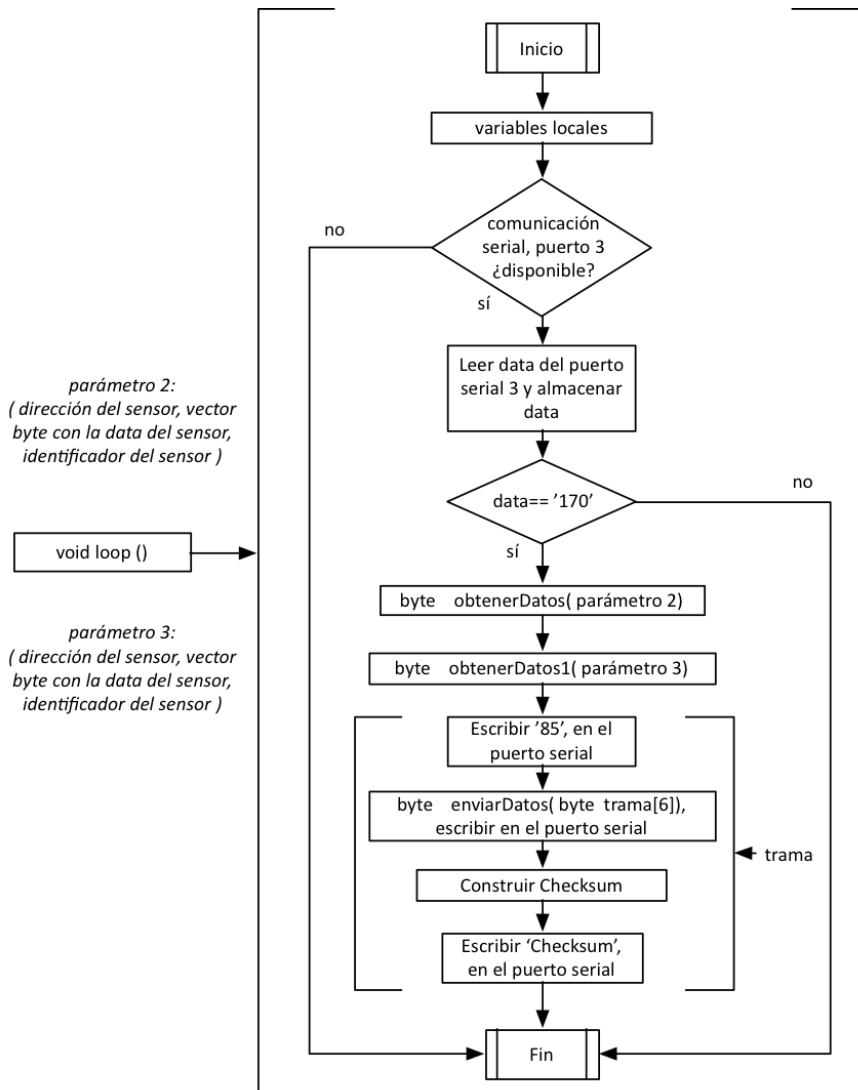 Inicio
variables locales
comunicación
serial, puerto 3
¿disponible?
no
sí
Leer data del puerto
serial 3 y almacenar
data
parámetro 2:
( dirección del sensor, vector
byte con la data del sensor,
identificador del sensor )
data== ’170’
no
sí
void loop ()
byte obtenerDatos( parámetro 2)
parámetro 3:
( dirección del sensor, vector
byte con la data del sensor,
identificador del sensor )
byte obtenerDatos1( parámetro 3)
Escribir ’85’, en el
puerto serial
byte enviarDatos( byte trama[6]),
escribir en el puerto serial
trama
Construir Checksum
Escribir ‘Checksum’,
en el puerto serial
Fin